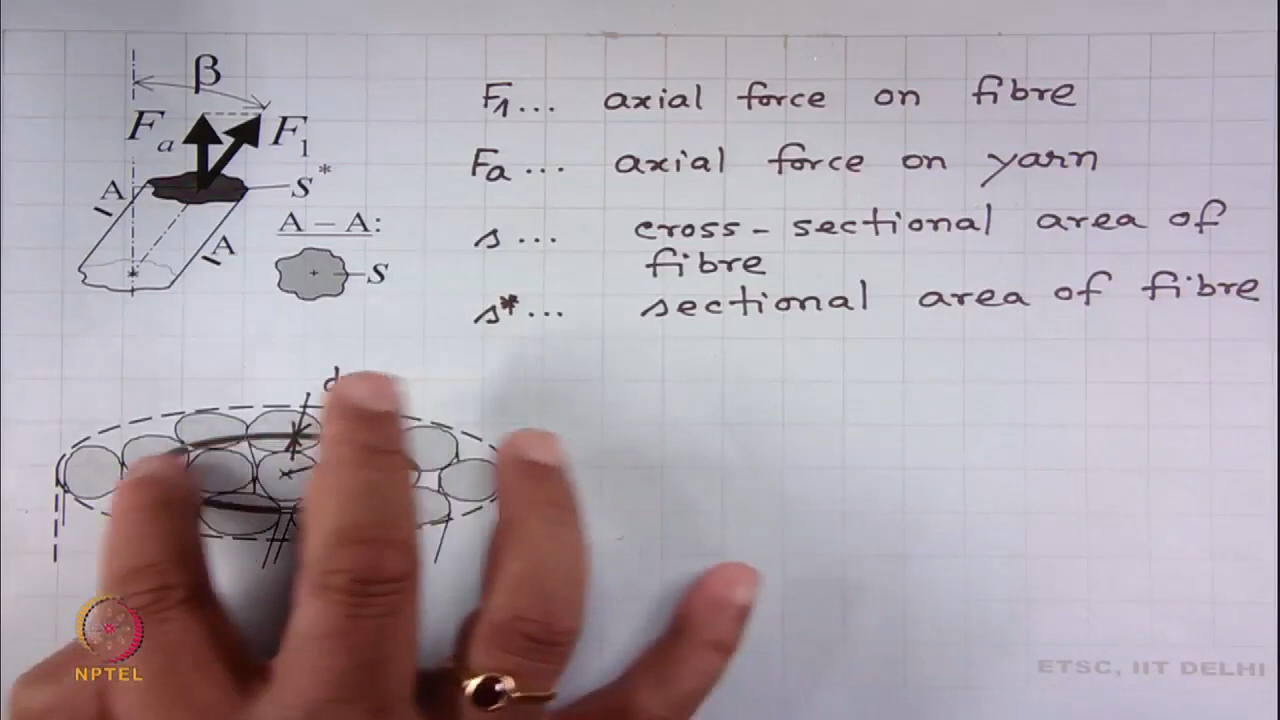 β
Fa F1
A S*
A – A:
A
S
F1... axial force on fibre
Fa... axial force on yarn
s... cross-sectional area of
fibre
s*... sectional area of fibre
NPTEL
ETSC, IIT DELHI